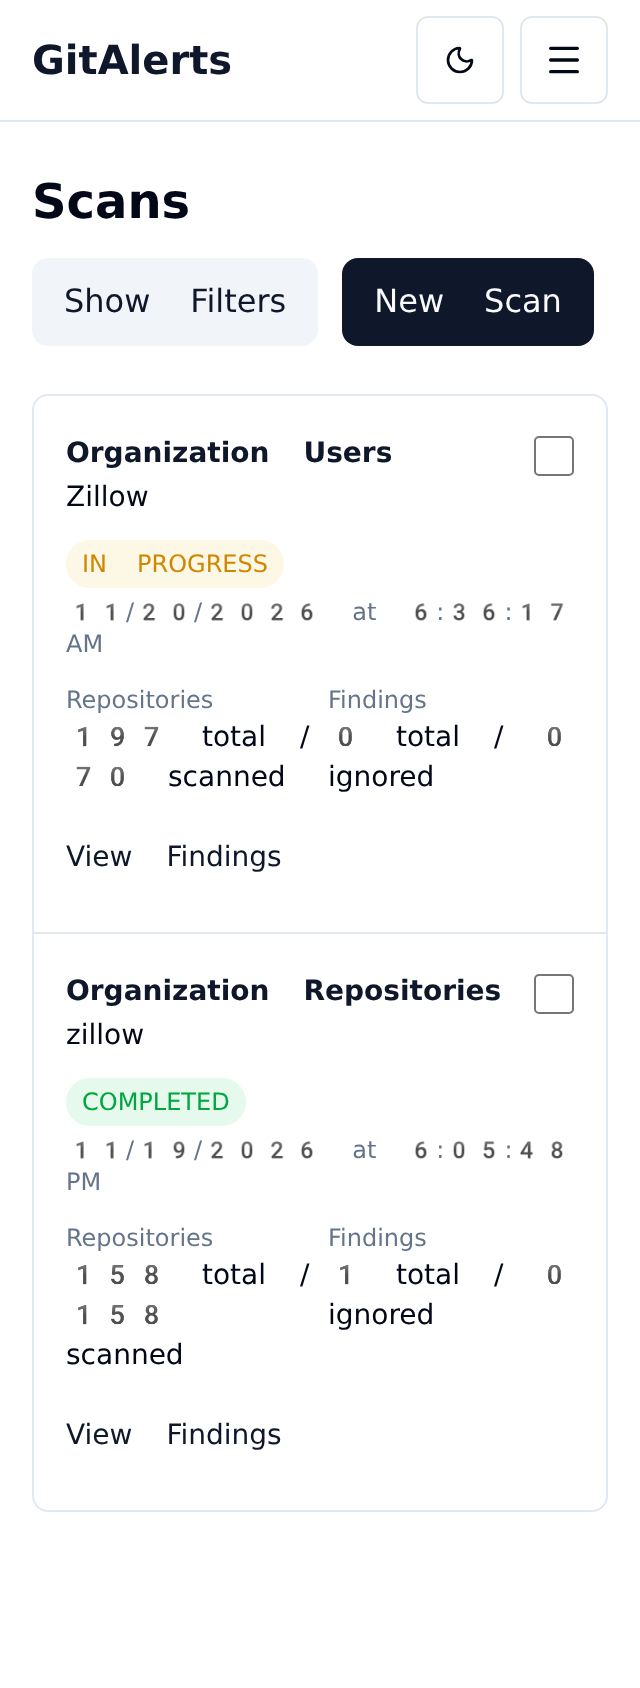 GitAlerts
Scans
Show Filters
New Scan
Organization Users
Zillow
IN PROGRESS
11/20/2026 at 6:36:17
AM
Repositories
197 total /
70 scanned
Findings
0 total / 0
ignored
View Findings
Organization Repositories
zillow
COMPLETED
11/19/2026 at 6:05:48
PM
Repositories
158 total /
158
scanned
Findings
1 total / 0
ignored
View Findings